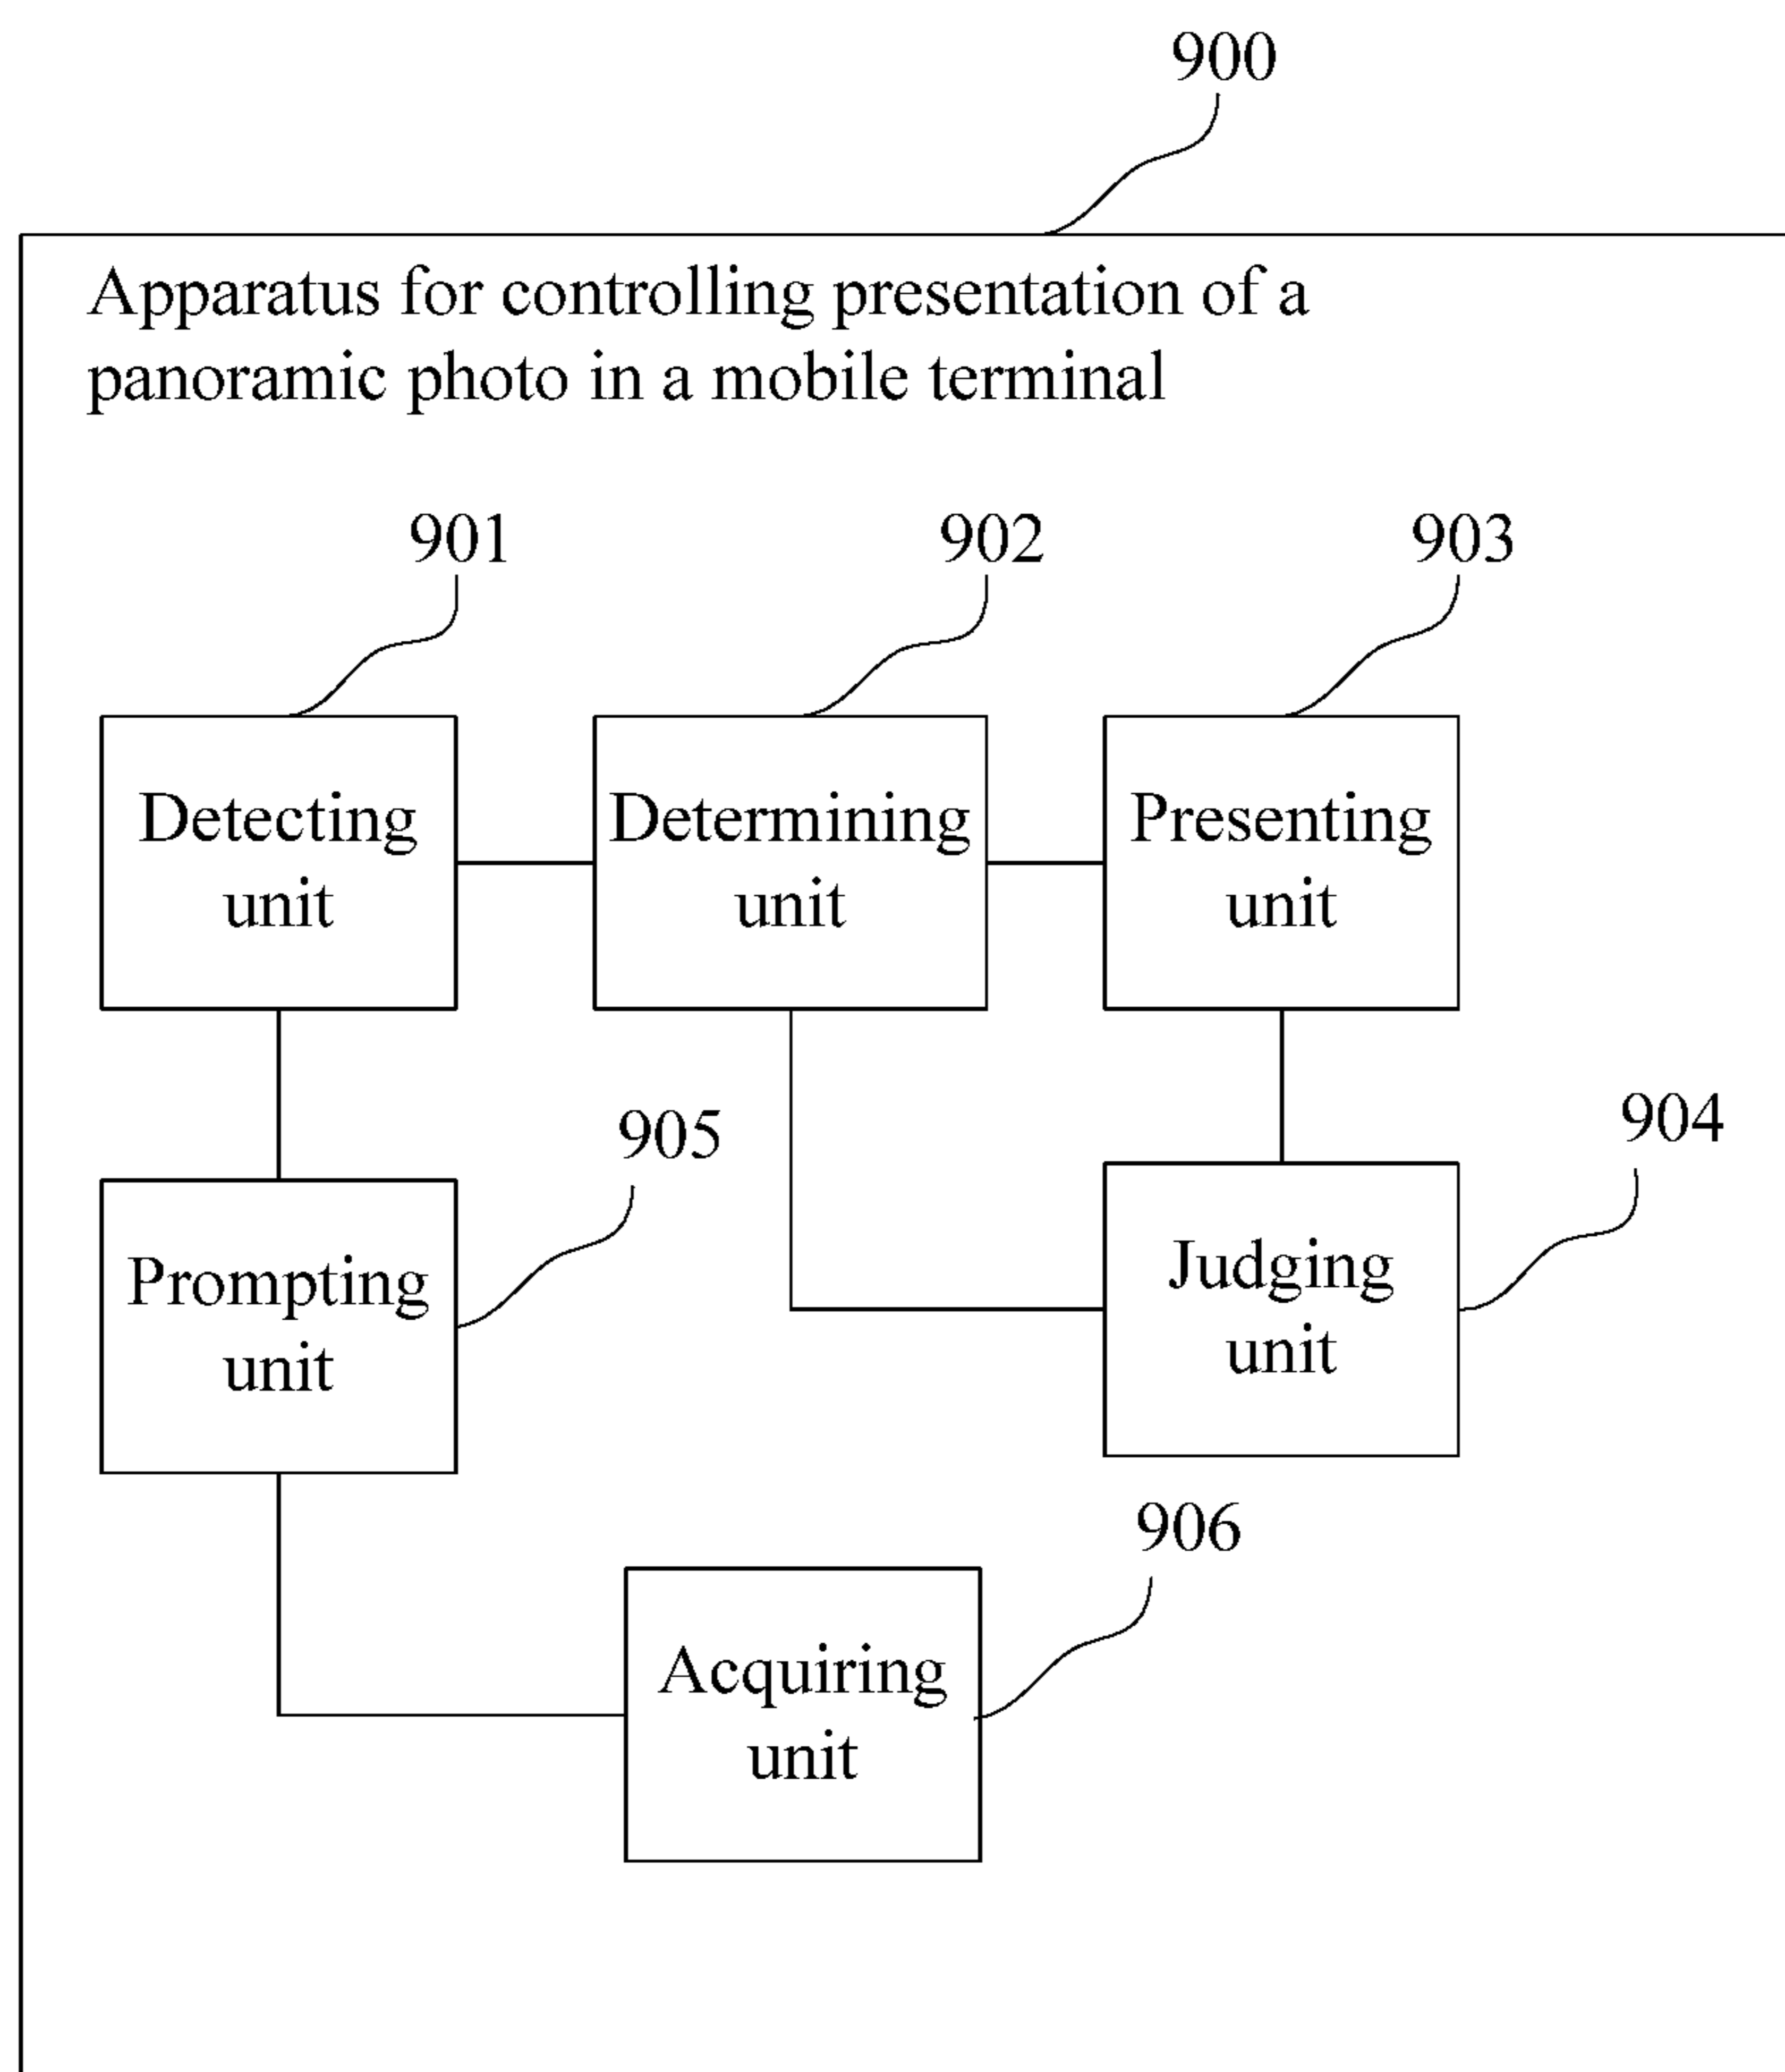 900
Apparatus for controlling presentation of a
panoramic photo in a mobile terminal
901
902
903
Detecting
unit
Determining
unit
Presenting
unit
905
904
Prompting
unit
Judging
unit
906
Acquiring
unit